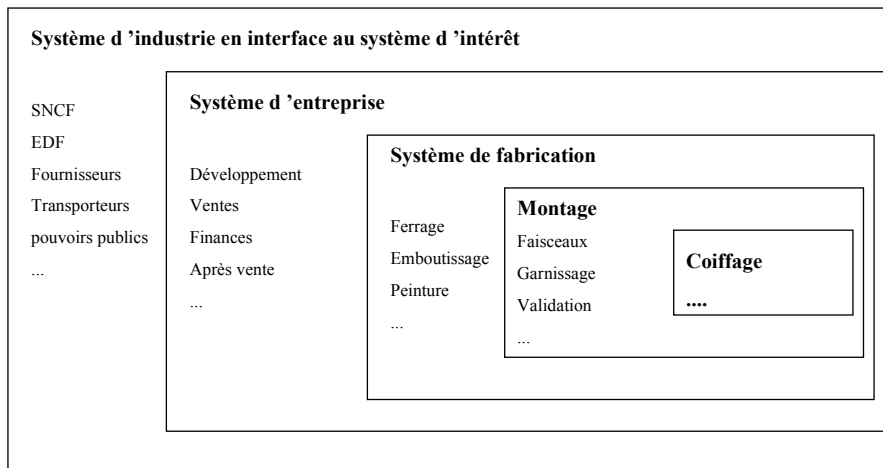 Système d ’industrie en interface au système d ’intérêt
SNCF
EDF
Fournisseurs
Transporteurs
pouvoirs publics
...
Système d ’entreprise
Développement
Ventes
Finances
Après vente
...
Système de fabrication
Ferrage
Emboutissage
Peinture
...
Montage
Faisceaux
Garnissage
Validation
...
Coiffage
....